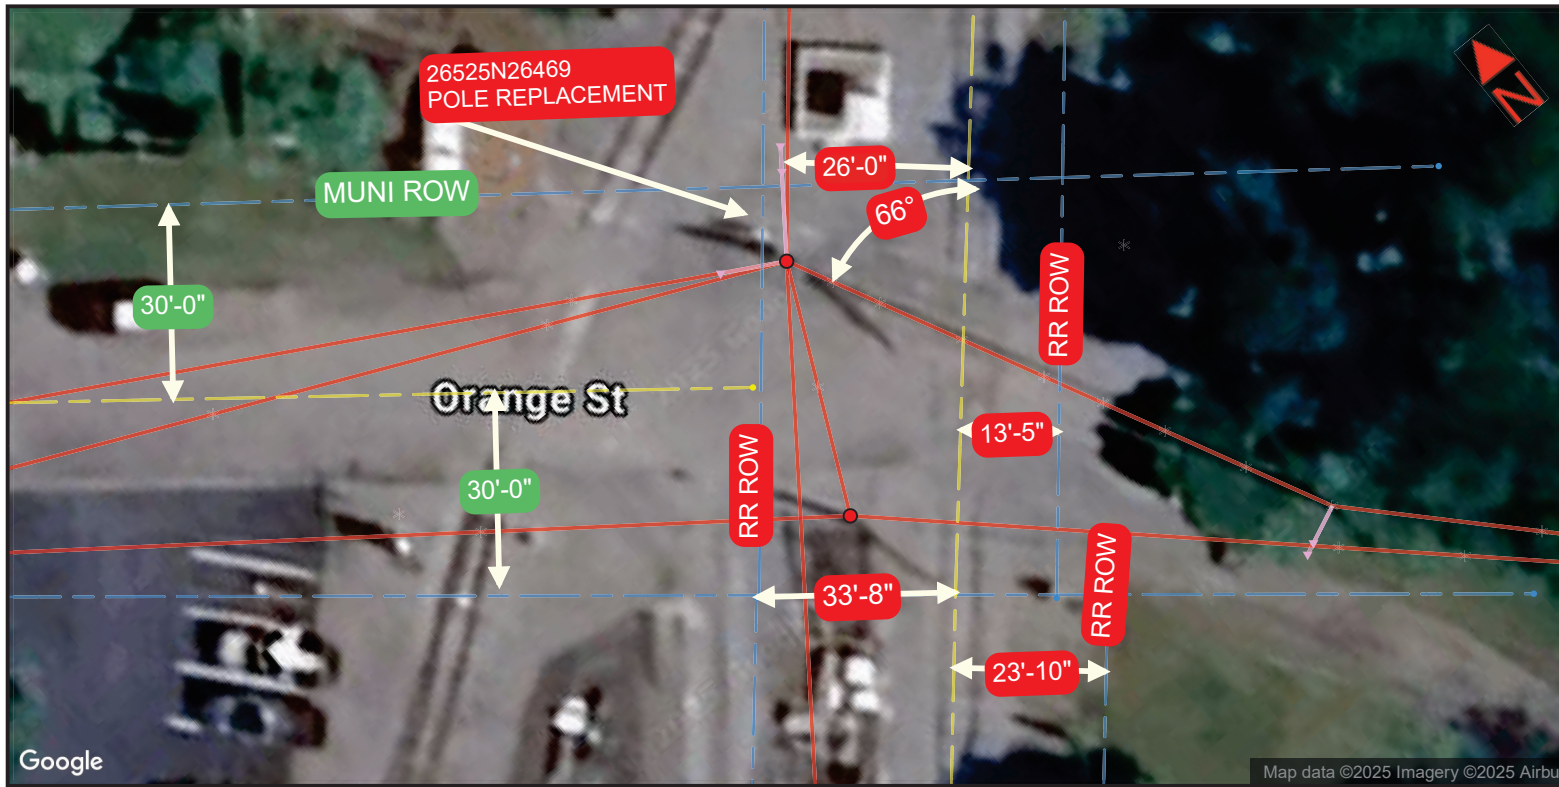 26525N26469
POLE REPLACEMENT
N
26'-0"
MUNI ROW
66°
30'-0"
RR ROW
Orange St
13'-5"
RR ROW
30'-0"
RR ROW
33'-8"
23'-10"
Google
Map data ©2025 Imagery ©2025 Airbu